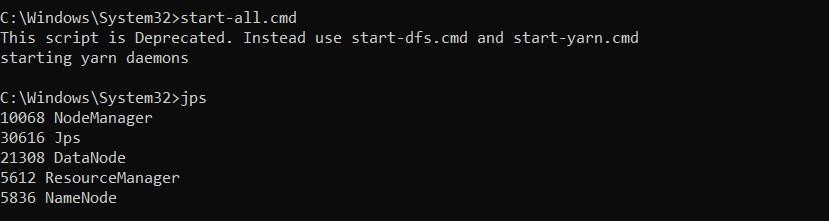 C:\Windows\System32>start-all.cmd
This script is Deprecated. Instead use start-dfs.cmd and start-yarn.cmd
starting yarn daemons
C:\Windows\System32>jps
10068 NodeManager
30616 Jps
21308 DataNode
5612 ResourceManager
5836 NameNode